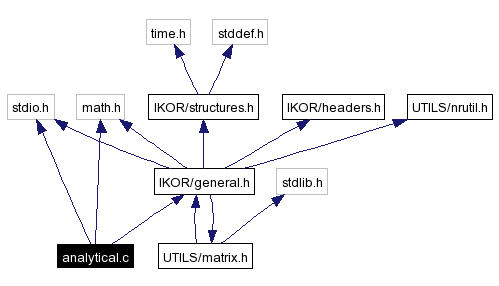 time.h
stddef.h
stdio.h
math.h
IKOR/structures.h
IKOR/headers.h
UTILS/nrutil.h
IKOR/general.h
stdlib.h
analytical.c
UTILS/matrix.h